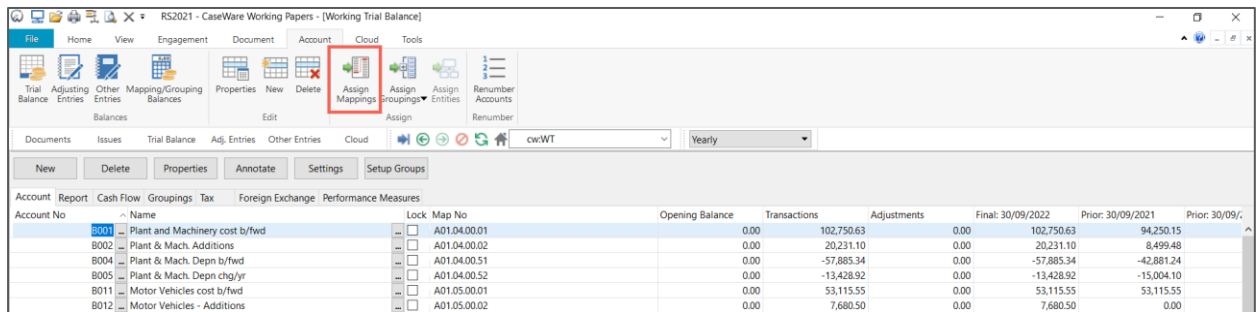 RS2021 - CaseWare Working Papers - [Working Trial Balance]
File Home View Engagement Document Account Cloud Tools
Trial Balance Adjusting Entries Other Entries Mapping/Grouping Balances Properties New Delete Assign Mappings Assign Groupings Assign Entities Renumber Accounts
Balances Edit Assign Renumber
Documents Issues Trial Balance Adj. Entries Other Entries Cloud cw:WT Yearly
New Delete Properties Annotate Settings Setup Groups
Account Report Cash Flow Groupings Tax Foreign Exchange Performance Measures
Account No Name Lock Map No Opening Balance Transactions Adjustments Final: 30/09/2022 Prior: 30/09/2021 Prior: 30/09/
B001 ... Plant and Machinery cost b/fwd ... A01.04.00.01 0.00 102,750.63 0.00 102,750.63 94,250.15
B002 ... Plant & Mach. Additions ... A01.04.00.02 0.00 20,231.10 0.00 20,231.10 8,499.48
B004 ... Plant & Mach. Depn b/fwd ... A01.04.00.51 0.00 -57,885.34 0.00 -57,885.34 -42,881.24
B005 ... Plant & Mach. Depn chg/yr ... A01.04.00.52 0.00 -13,428.92 0.00 -13,428.92 -15,004.10
B011 ... Motor Vehicles cost b/fwd ... A01.05.00.01 0.00 53,115.55 0.00 53,115.55 53,115.55
B012 ... Motor Vehicles - Additions ... A01.05.00.02 0.00 7,680.50 0.00 7,680.50 0.00